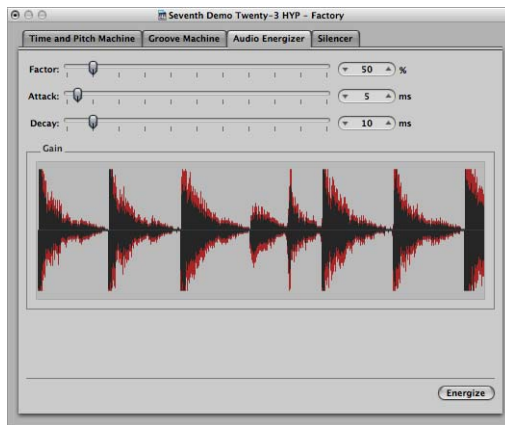 Seventh Demo Twenty-3 HYP - Factory
Time and Pitch Machine Groove Machine Audio Energizer Silencer
Factor: 50 %
Attack: 5 ms
Decay: 10 ms
Gain
Energize